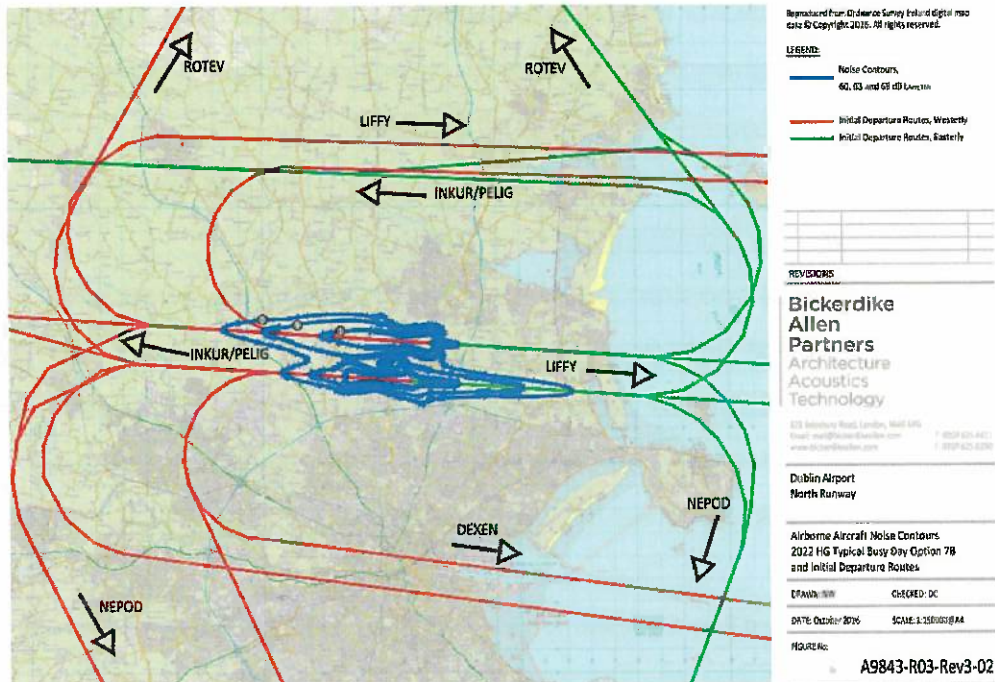 ROTEV
ROTEV
LIFFY
INKUR/PELIG
INKUR/PELIG
LIFFY
NEPOD
DEXEN
NEPOD
Reproduced from Ordnance Survey Ireland digital map
data © Copyright 2016. All rights reserved.
LEGEND:
Noise Contours,
60, 63 and 69 dB
Initial Departure Routes, Westerly
Initial Departure Routes, Easterly
REVISIONS
Bickerdike
Allen
Partners
Architecture
Acoustics
Technology
Dublin Airport
North Runway
Airborne Aircraft Noise Contours
2022 HG Typical Busy Day Option 7B
and Initial Departure Routes
DRAWN:
CHECKED: DC
DATE: October 2016
SCALE:
FIGURE No:
A9843-R03-Rev3-02